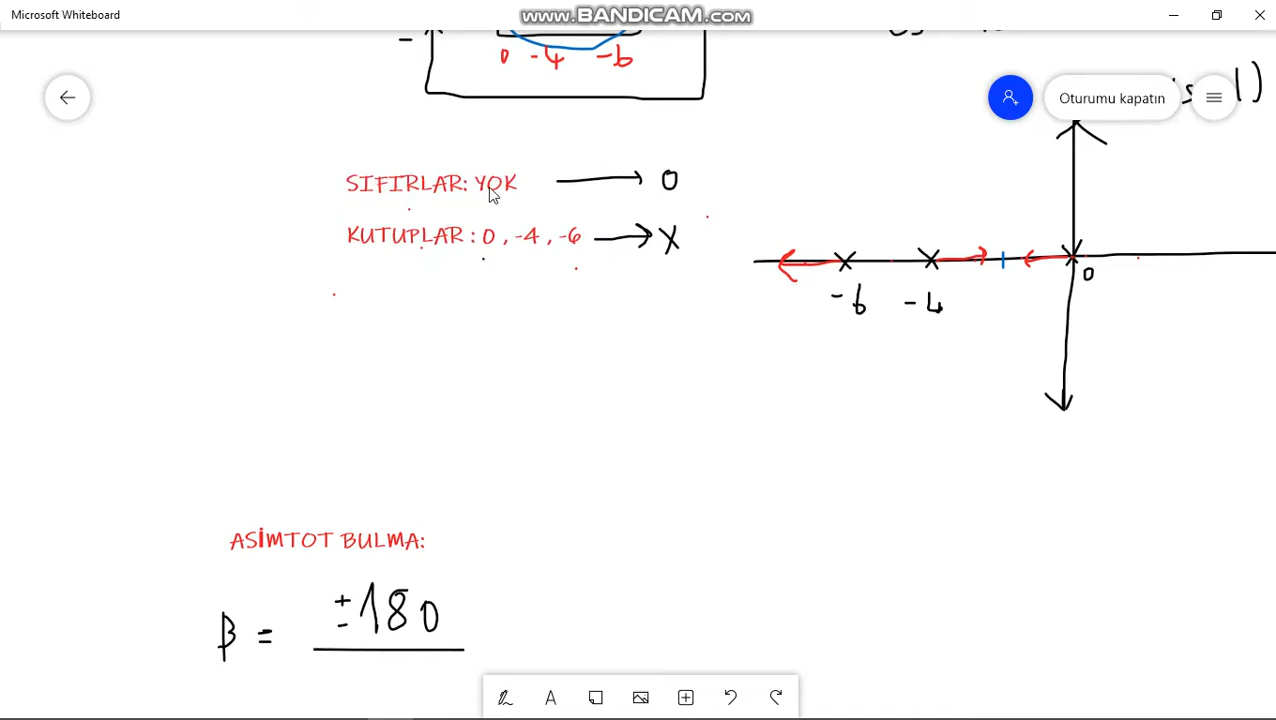 Microsoft Whiteboard
www.BANDICAM.com
-
0 -4 -6
Oturumu kapatın
1)
SIFIRLAR: YOK → 0
KUTUPLAR : 0 , -4 , -6 → X
0
-6 -4
ASİMTOT BULMA:
β = ±180